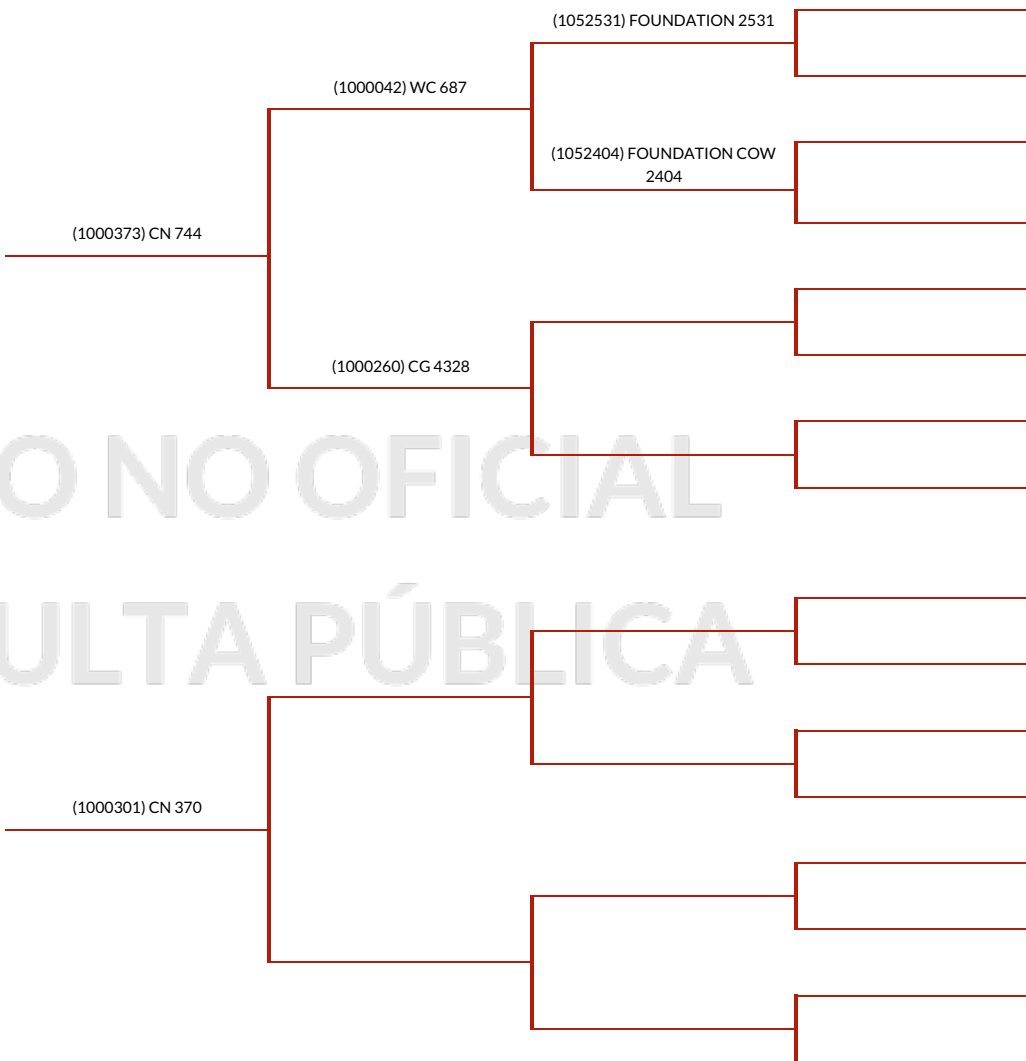 (1052531) FOUNDATION 2531
(1000042) WC 687
(1052404) FOUNDATION COW
2404
(1000373) CN 744
(1000260) CG 4328
O NO OFICIAL
ULTA PÚBLICA
(1000301) CN 370